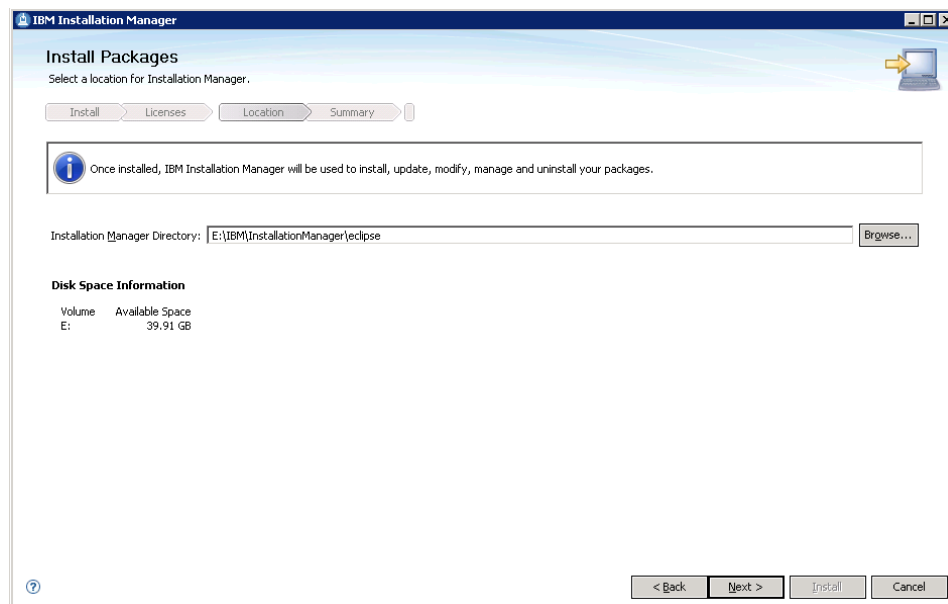 IBM Installation Manager
Install Packages
Select a location for Installation Manager.
Install Licenses Location Summary
Once installed, IBM Installation Manager will be used to install, update, modify, manage and uninstall your packages.
Installation Manager Directory: E:\IBM\InstallationManager\eclipse Browse...
Disk Space Information
Volume Available Space
E: 39.91 GB
? < Back Next > Install Cancel